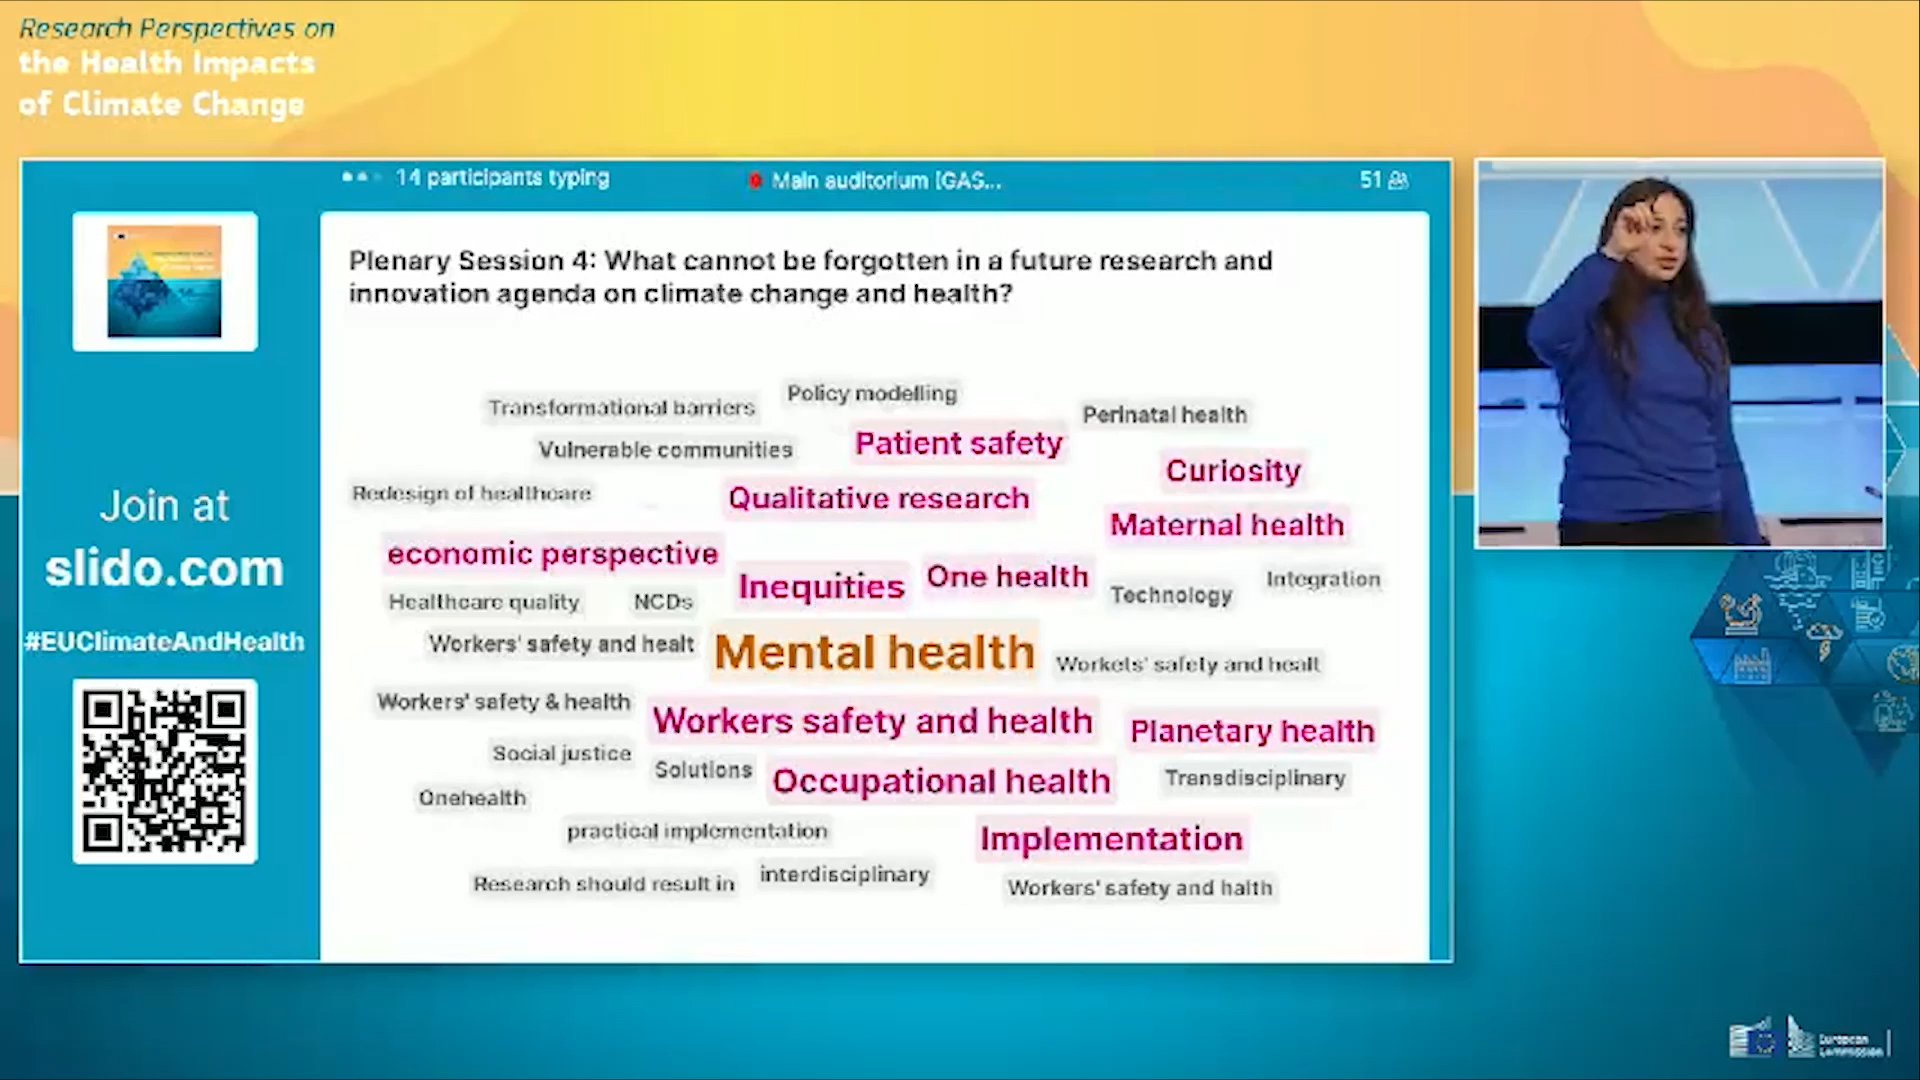 Research Perspectives on
the Health Impacts
of Climate Change
14 participants typing
Main auditorium (GAS...
51
Plenary Session 4: What cannot be forgotten in a future research and
innovation agenda on climate change and health?
Join at
slido.com
#EUClimateAndHealth
Policy modelling
Transformational barriers
Perinatal health
Patient safety
Vulnerable communities
Curiosity
Redesign of healthcare
Qualitative research
Maternal health
economic perspective
Inequities
One health
Technology
Integration
Healthcare quality
NCDs
Workers' safety and healt
Mental health
Workets' safety and healt
Workers' safety & health
Workers safety and health
Planetary health
Social justice
Solutions
Occupational health
Transdisciplinary
Onehealth
practical implementation
Implementation
Research should result in
interdisciplinary
Workers' safety and halth
European
Commission